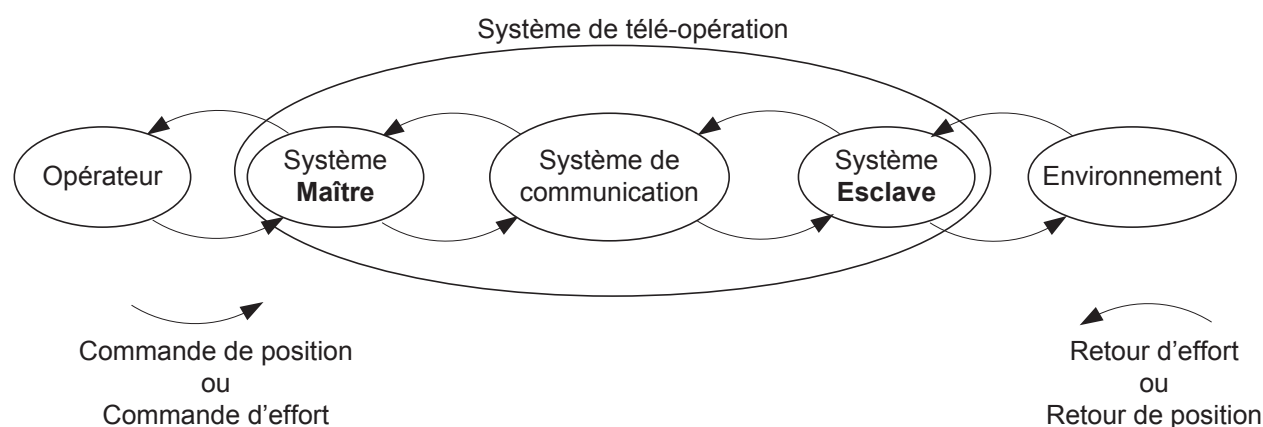 Système de télé-opération
Opérateur
Système
Maître
Système de
communication
Système
Esclave
Environnement
Commande de position
ou
Commande d'effort
Retour d'effort
ou
Retour de position